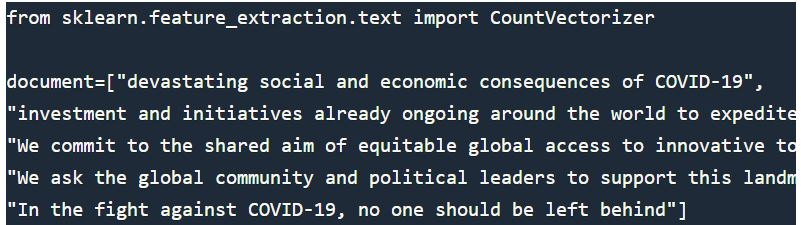 from sklearn.feature_extraction.text import CountVectorizer
document=["devastating social and economic consequences of COVID-19",
"investment and initiatives already ongoing around the world to expedite
"We commit to the shared aim of equitable global access to innovative to
"We ask the global community and political leaders to support this landm
"In the fight against COVID-19, no one should be left behind"]